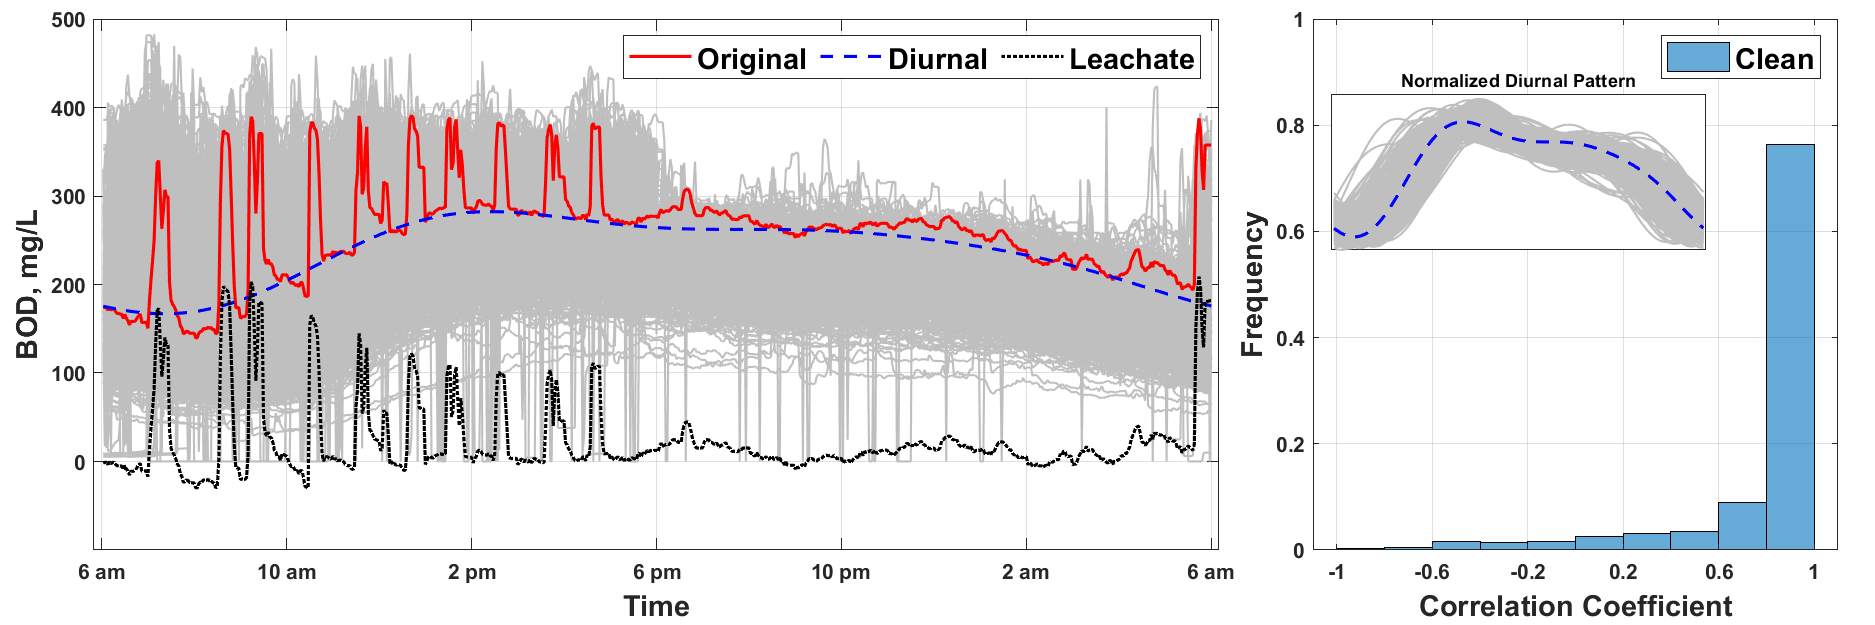 500
400
300
200
100
0
BOD, mg/L
Original
Diurnal
Leachate
6 am
10 am
2 pm
6 pm
10 pm
2 am
6 am
Time
1
0.8
0.6
0.4
0.2
0
Frequency
Clean
Normalized Diurnal Pattern
-1
-0.6
-0.2
0.2
0.6
1
Correlation Coefficient